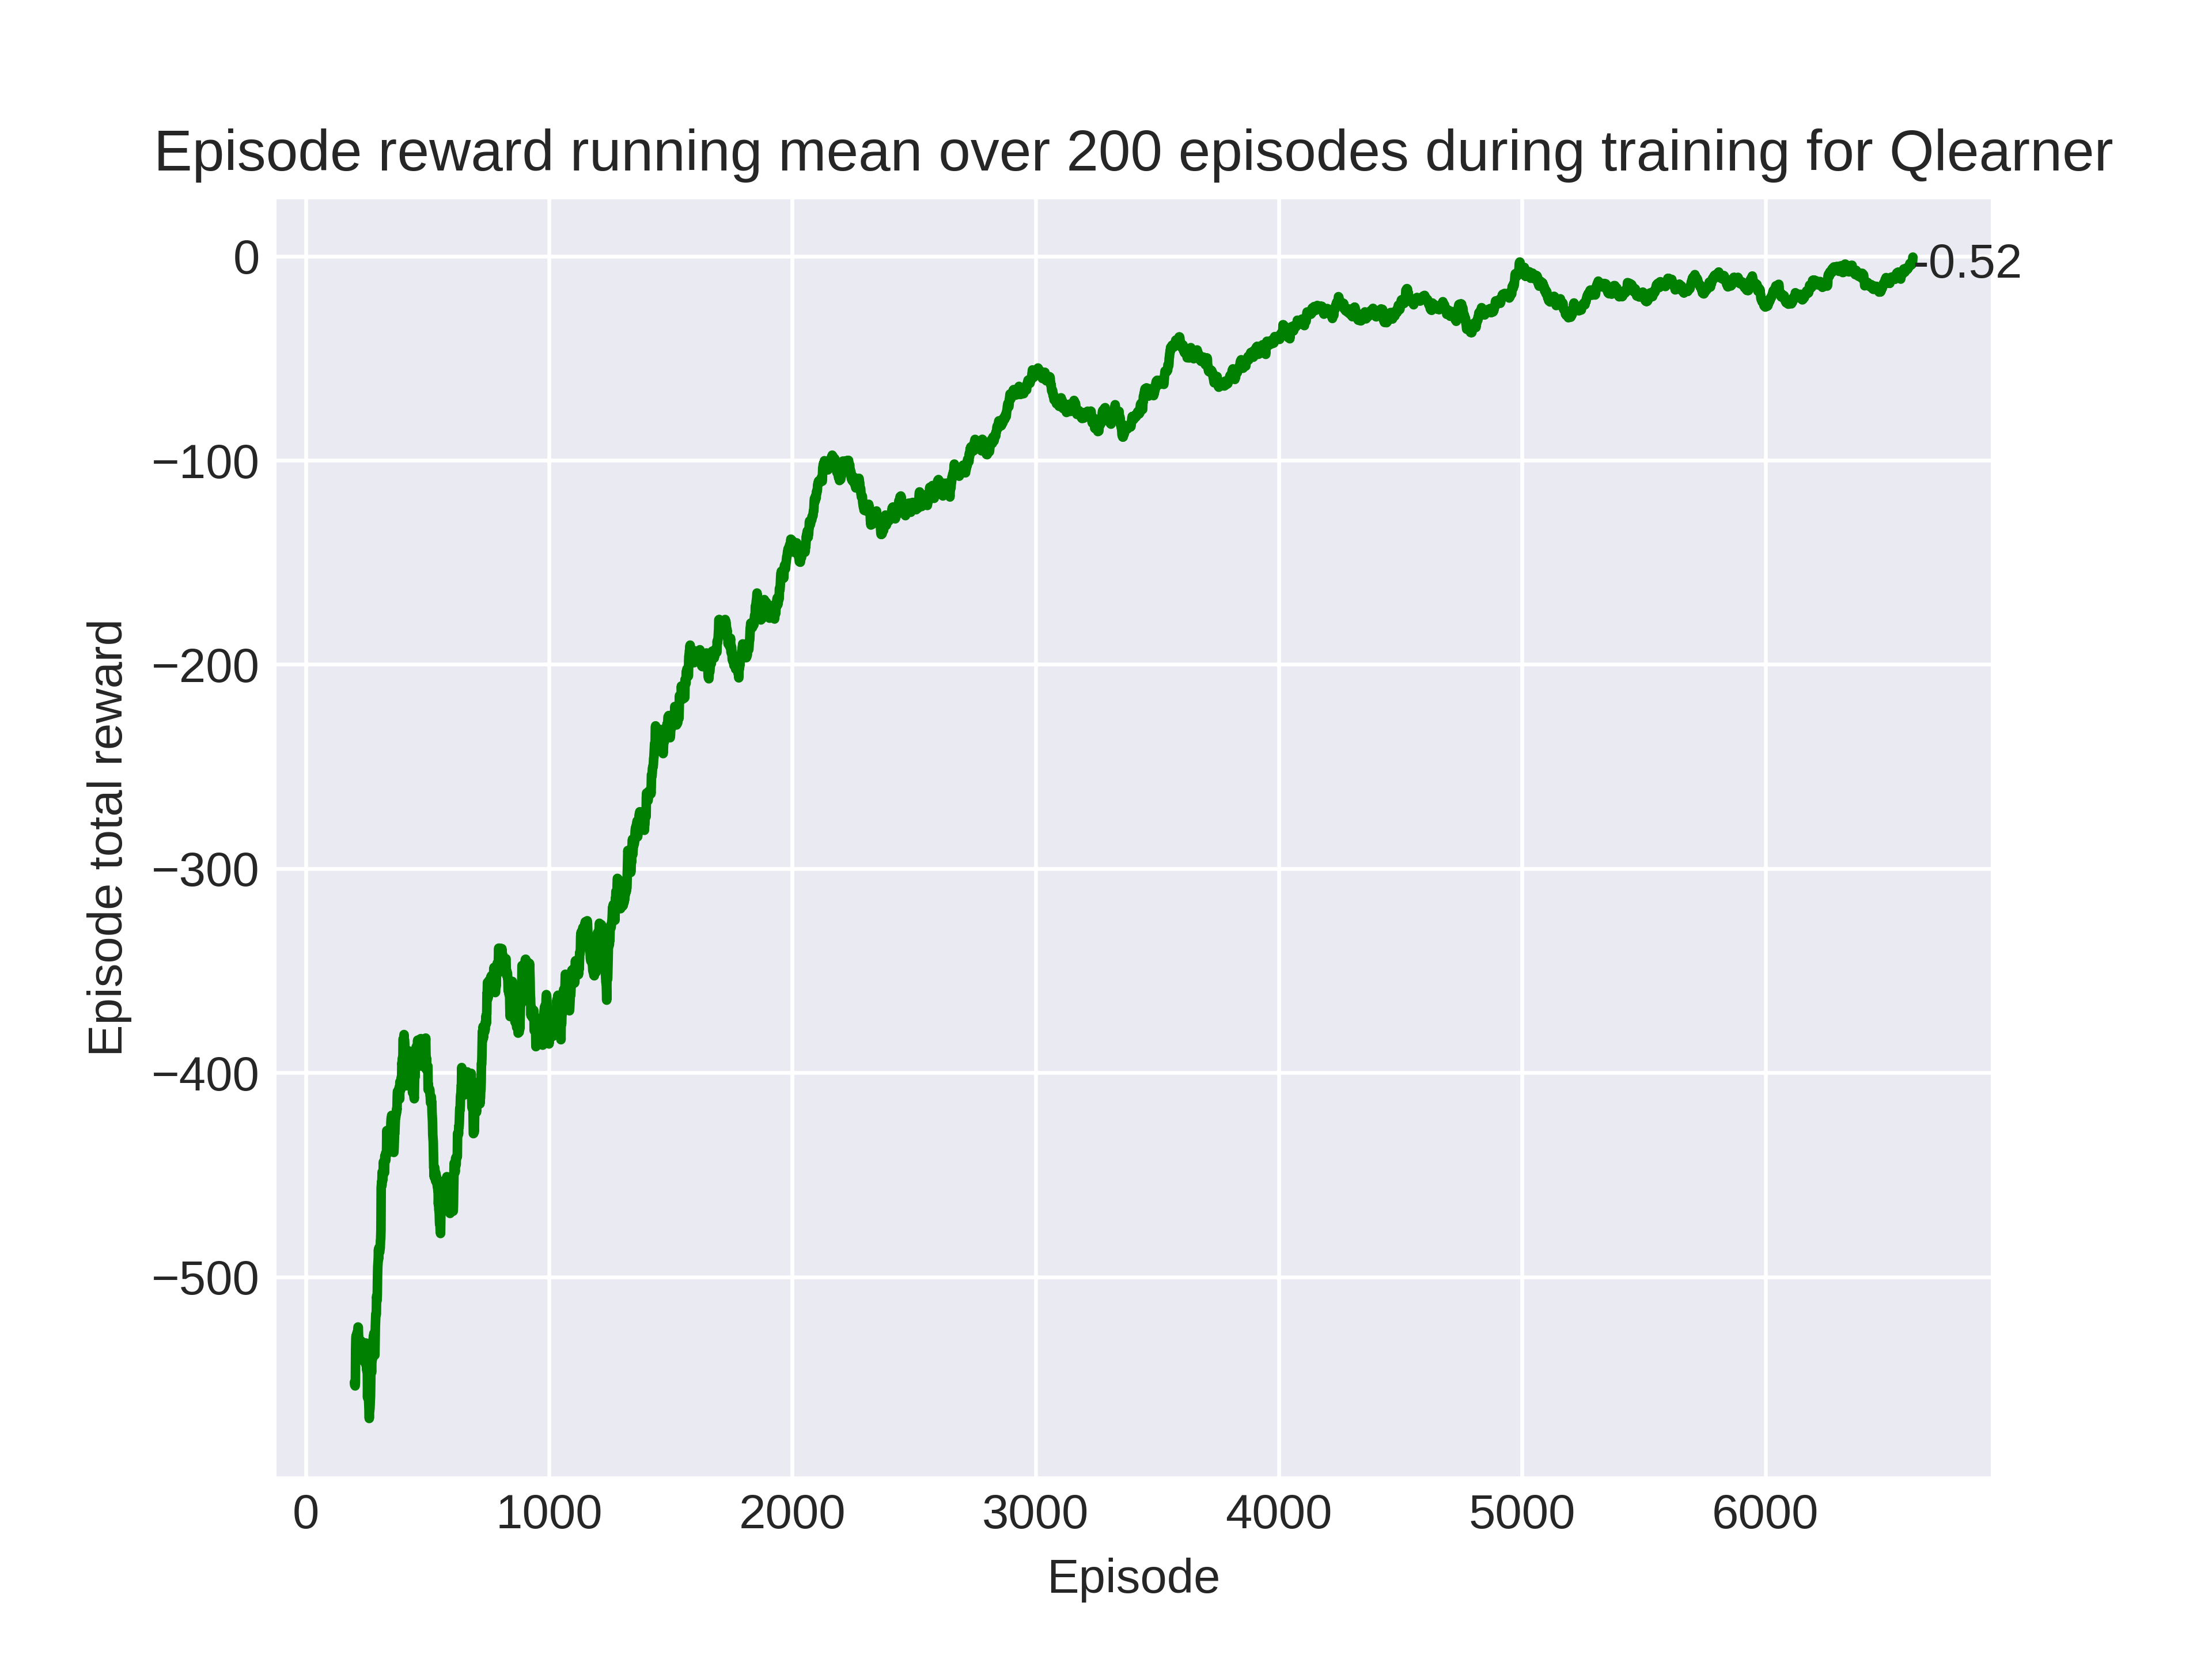 Episode reward running mean over 200 episodes during training for Qlearner
0
−100
−200
−300
−400
−500
-0.52
Episode total reward
0 1000 2000 3000 4000 5000 6000
Episode